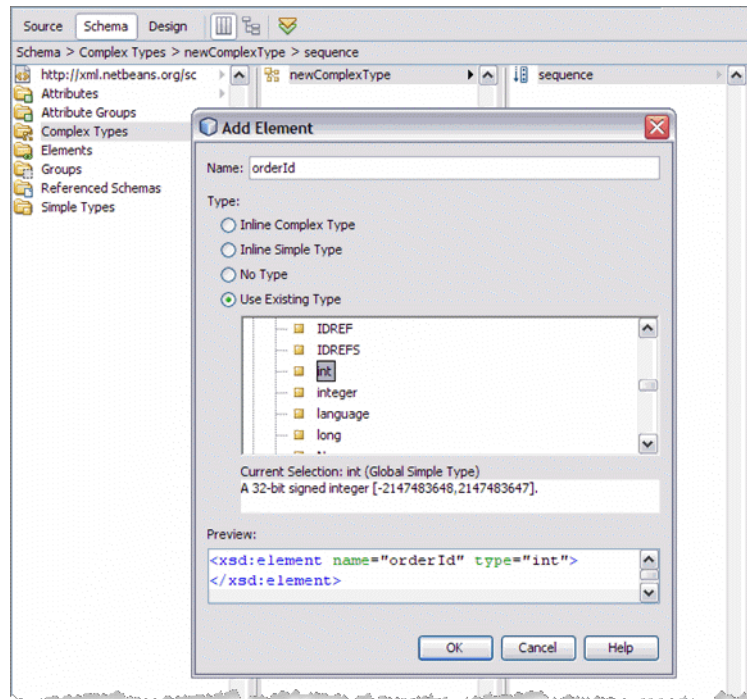 Source Schema Design
Schema > Complex Types > newComplexType > sequence
http://xml.netbeans.org/sc newComplexType sequence
Attributes
Attribute Groups
Complex Types
Elements
Groups
Referenced Schemas
Simple Types
Add Element
Name: orderId
Type:
Inline Complex Type
Inline Simple Type
No Type
Use Existing Type
IDREF
IDREFS
int
integer
language
long
Current Selection: int (Global Simple Type)
A 32-bit signed integer [-2147483648,2147483647].
Preview:
<xsd:element name="orderId" type="int">
</xsd:element>
OK Cancel Help